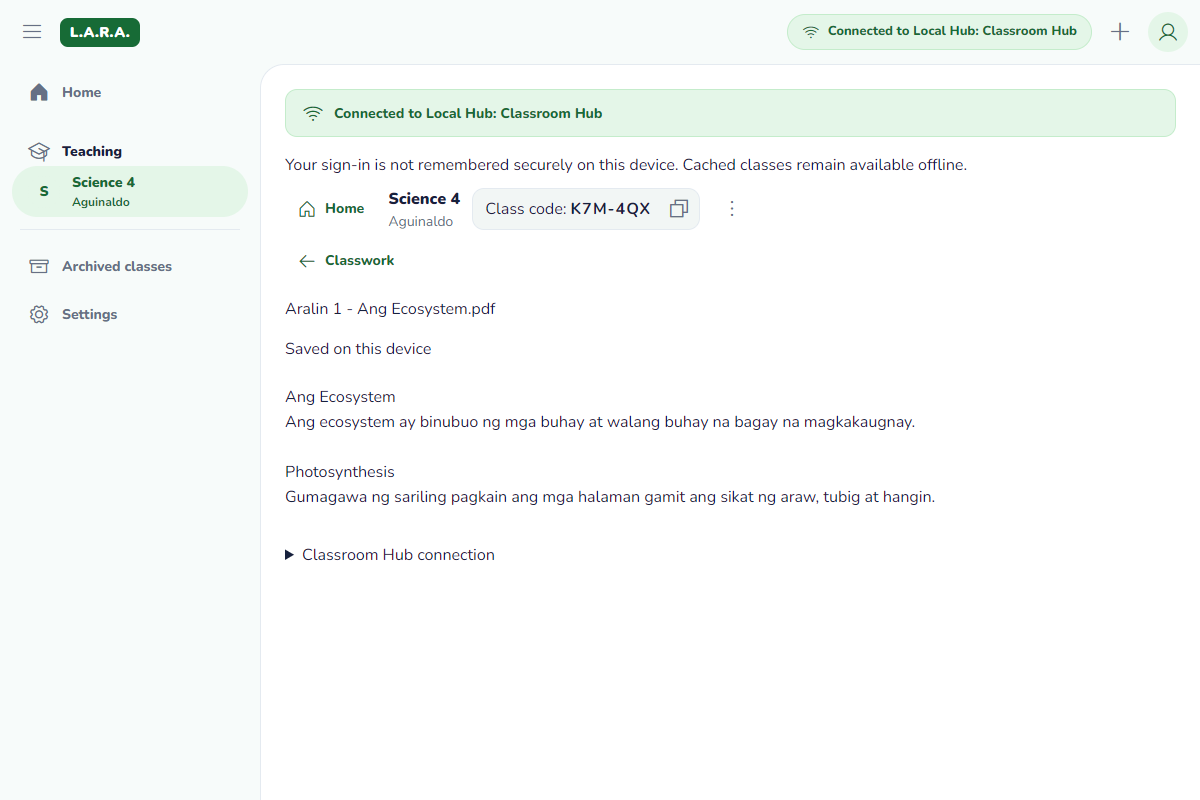 L.A.R.A.
Connected to Local Hub: Classroom Hub
Home
Teaching
S
Science 4
Aguinaldo
Archived classes
Settings
Connected to Local Hub: Classroom Hub
Your sign-in is not remembered securely on this device. Cached classes remain available offline.
Home
Science 4
Aguinaldo
Class code: K7M-4QX
Classwork
Aralin 1 - Ang Ecosystem.pdf
Saved on this device
Ang Ecosystem
Ang ecosystem ay binubuo ng mga buhay at walang buhay na bagay na magkakaugnay.
Photosynthesis
Gumagawa ng sariling pagkain ang mga halaman gamit ang sikat ng araw, tubig at hangin.
Classroom Hub connection